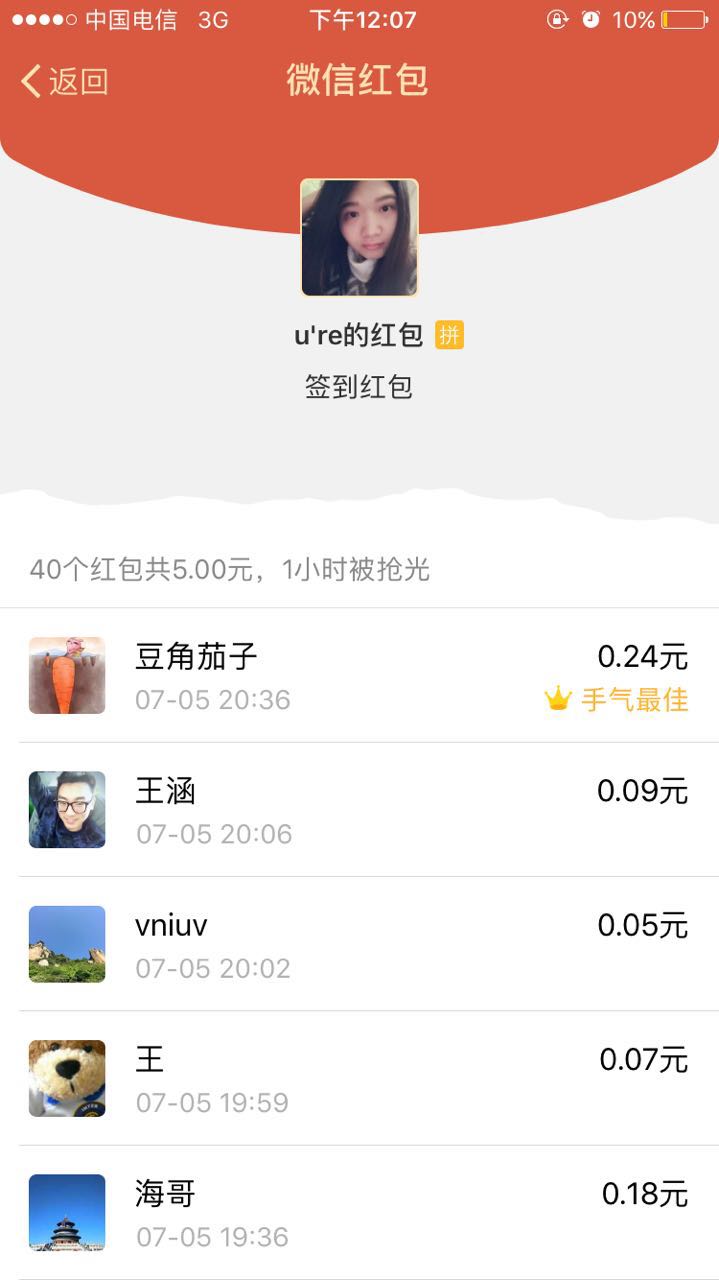 中国电信 3G 下午12:07 10%
返回 微信红包
u're的红包 拼
签到红包
40个红包共5.00元，1小时被抢光
豆角茄子 0.24元
07-05 20:36 手气最佳
王涵 0.09元
07-05 20:06
vniuv 0.05元
07-05 20:02
王 0.07元
07-05 19:59
海哥 0.18元
07-05 19:36